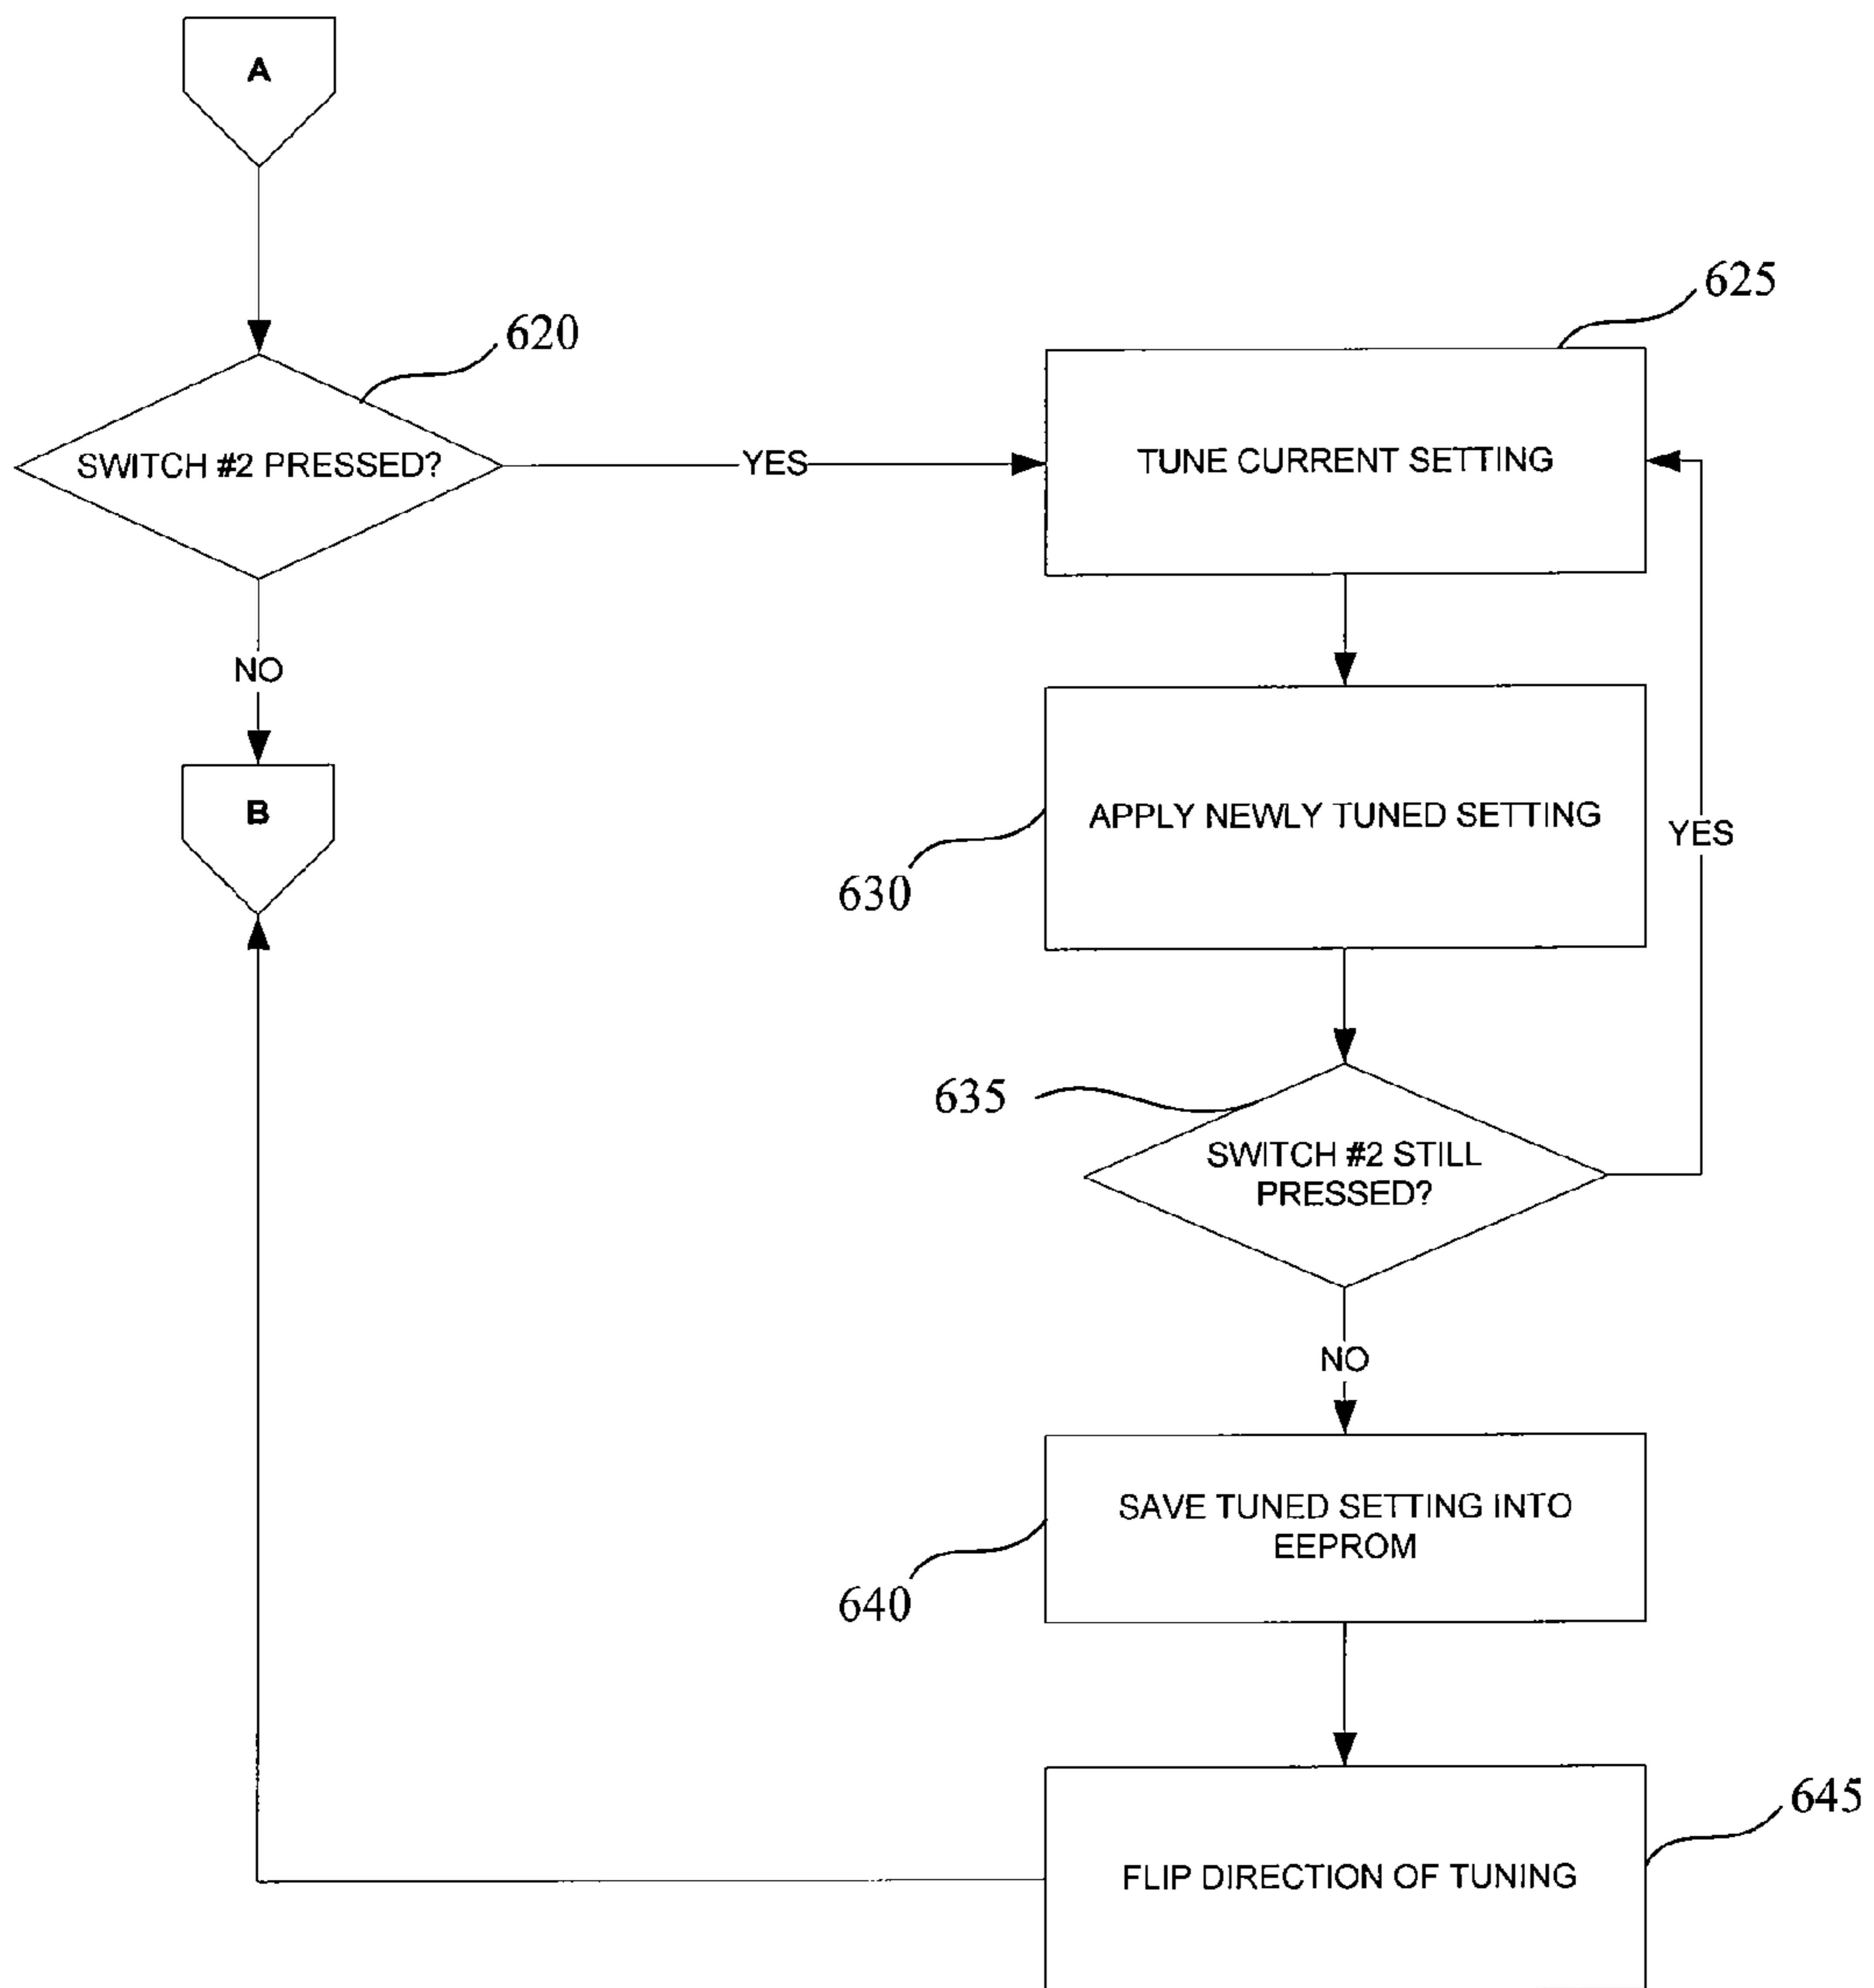 A
625
620
SWITCH #2 PRESSED?
YES
TUNE CURRENT SETTING
NO
B
APPLY NEWLY TUNED SETTING
YES
630
635
SWITCH #2 STILL
PRESSED?
NO
SAVE TUNED SETTING INTO
EEPROM
640
645
FLIP DIRECTION OF TUNING